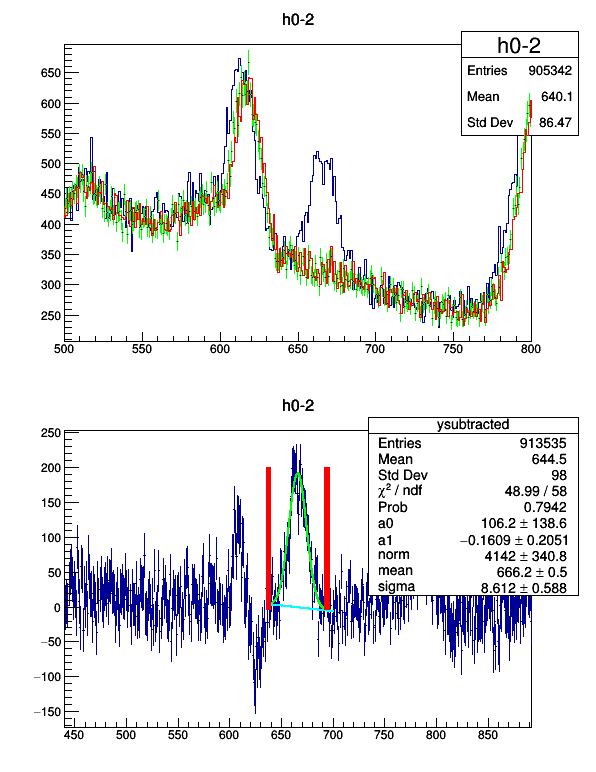 h0-2
h0-2
Entries 905342
Mean 640.1
Std Dev 86.47
650
600
550
500
450
400
350
300
250
500 550 600 650 700 750 800
h0-2
ysubtracted
Entries 913535
Mean 644.5
Std Dev 98
χ² / ndf 48.99 / 58
Prob 0.7942
a0 106.2 ± 138.6
a1 −0.1609 ± 0.2051
norm 4142 ± 340.8
mean 666.2 ± 0.5
sigma 8.612 ± 0.588
250
200
150
100
50
0
−50
−100
−150
450 500 550 600 650 700 750 800 850